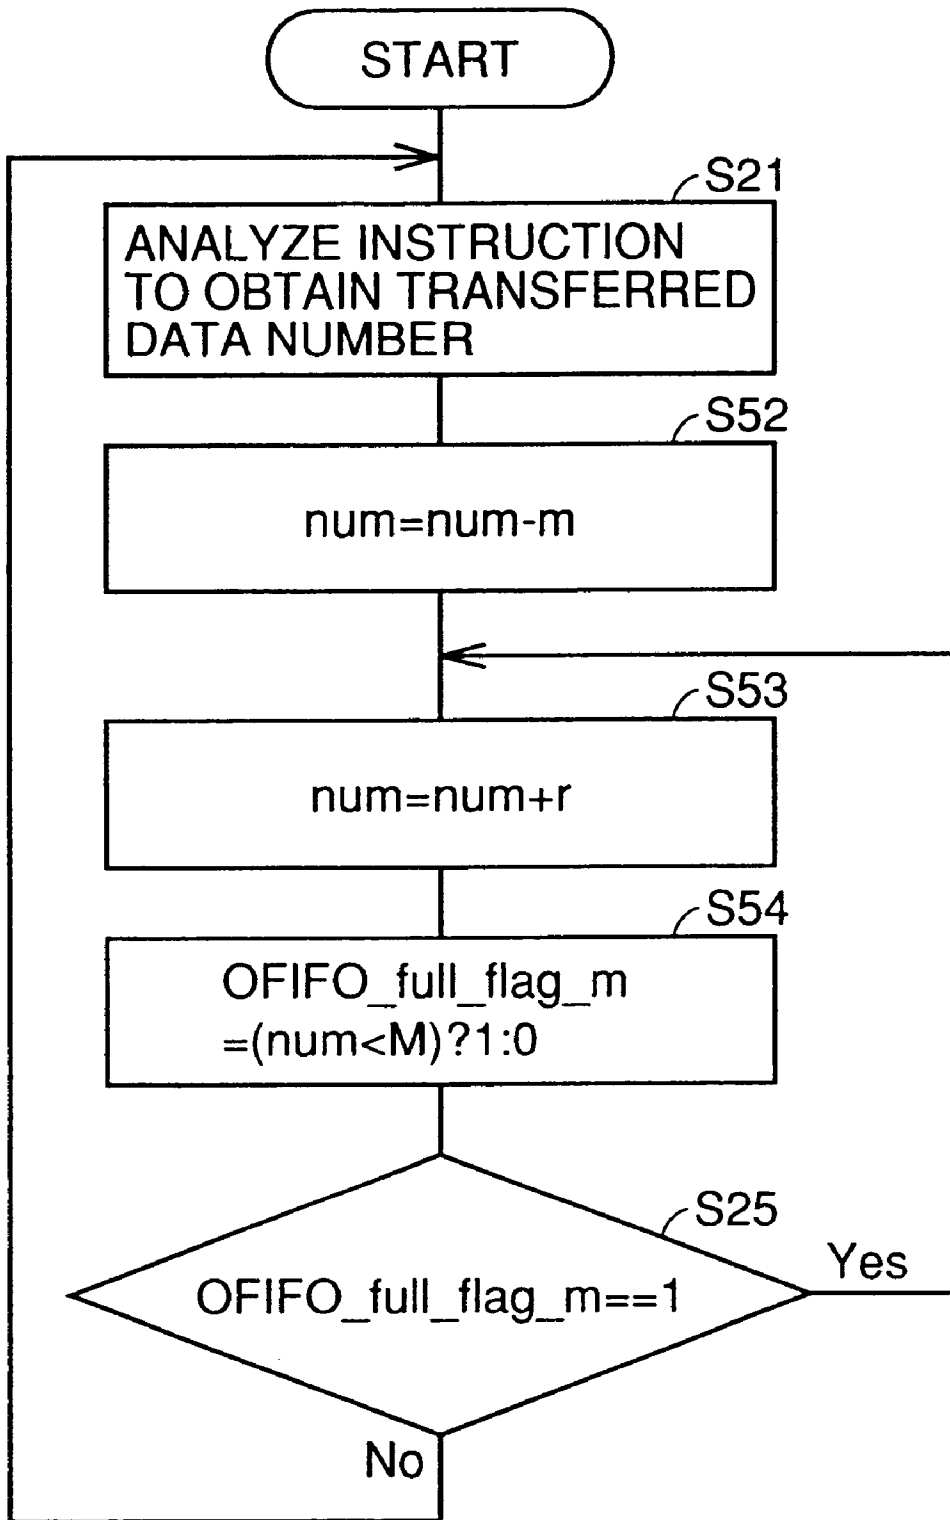 START
S21
ANALYZE INSTRUCTION
TO OBTAIN TRANSFERRED
DATA NUMBER
S52
num=num-m
S53
num=num+r
S54
OFIFO_full_flag_m
=(num<M)?1:0
S25
OFIFO_full_flag_m==1
Yes
No